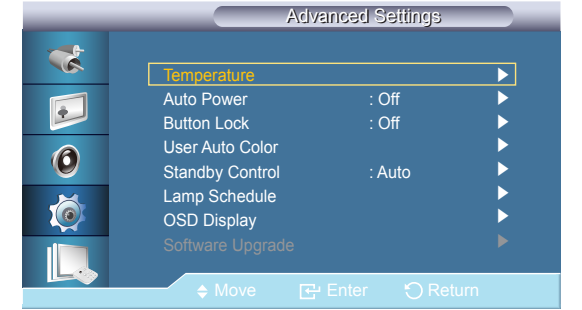 Advanced Settings
Temperature
Auto Power : Off
Button Lock : Off
User Auto Color
Standby Control : Auto
Lamp Schedule
OSD Display
Software Upgrade
Move Enter Return